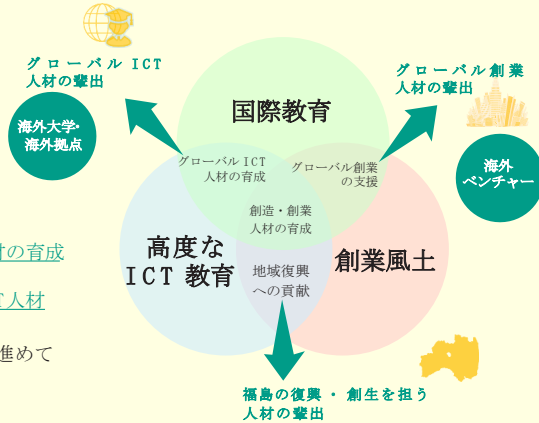 グローバル ICT
人材の輩出
グローバル創業
人材の輩出
国際教育
海外大学・
海外拠点
海外
ベンチャー
グローバル ICT
人材の育成
グローバル創業
の支援
創造・創業
人材の育成
高度な
ICT 教育
創業風土
地域復興
への貢献
の育成
人材
進めて
福島の復興・創生を担う
人材の輩出